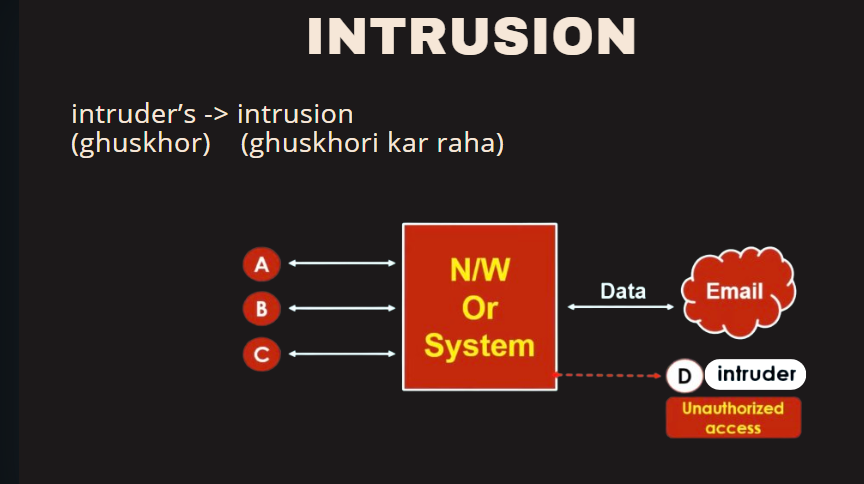 INTRUSION
intruder’s -> intrusion
(ghuskhor) (ghuskhori kar raha)
A
B
C
N/W
Or
System
Data
Email
D intruder
Unauthorized
access